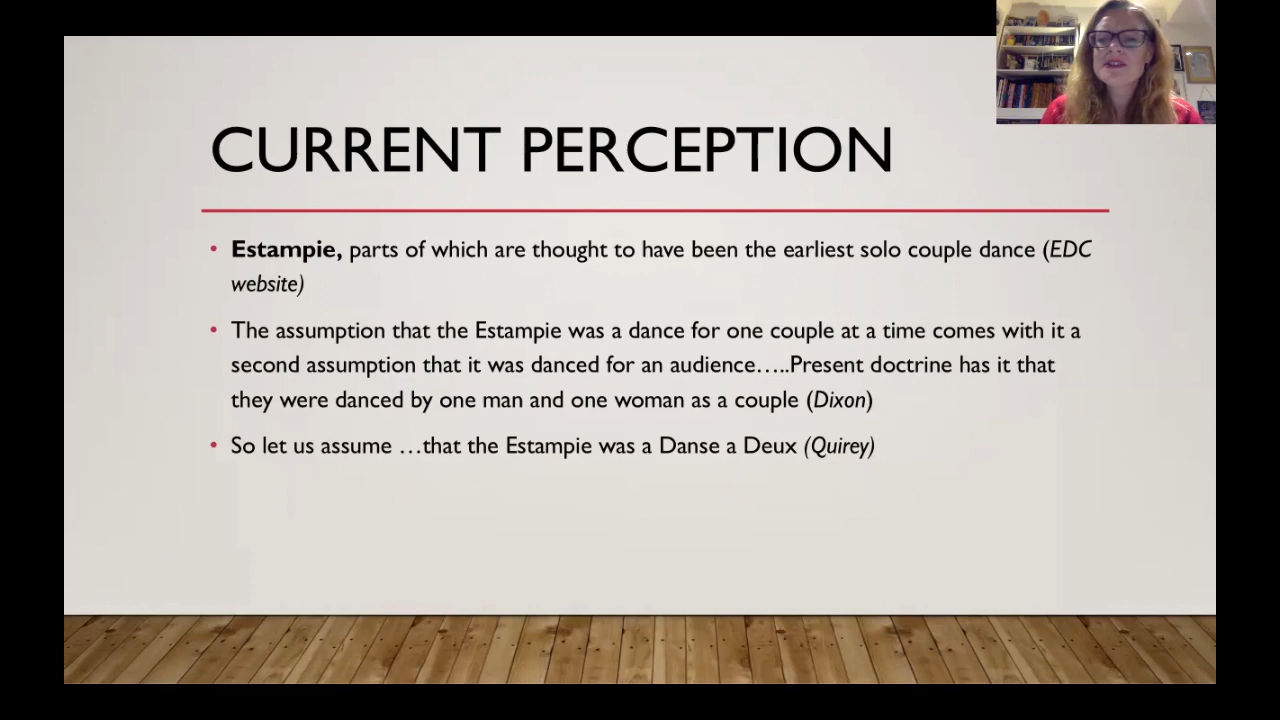 CURRENT PERCEPTION
• Estampie, parts of which are thought to have been the earliest solo couple dance (EDC
website)
• The assumption that the Estampie was a dance for one couple at a time comes with it a
second assumption that it was danced for an audience…..Present doctrine has it that
they were danced by one man and one woman as a couple (Dixon)
• So let us assume …that the Estampie was a Danse a Deux (Quirey)